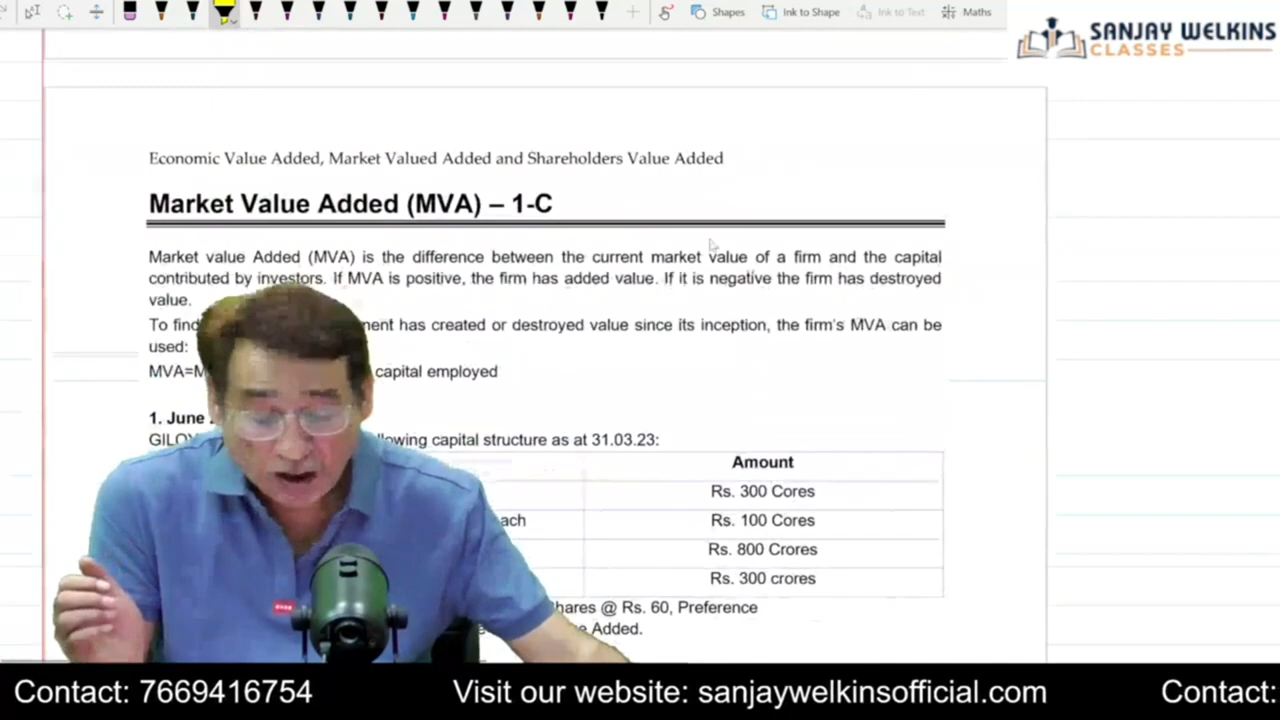 Shapes
Ink to Shape
Ink to Text
Maths
SANJAY WELKINS
CLASSES
Economic Value Added, Market Valued Added and Shareholders Value Added
Market Value Added (MVA) – 1-C
Market value Added (MVA) is the difference between the current market value of a firm and the capital
contributed by investors. If MVA is positive, the firm has added value. If it is negative the firm has destroyed
value.
To find has created or destroyed value since its inception, the firm's MVA can be
used:
capital employed
1. June
following capital structure as at 31.03.23:
Amount
Rs. 300 Cores
Rs. 100 Cores
Rs. 800 Crores
Rs. 300 crores
@ Rs. 60, Preference
Added.
Contact: 7669416754 Visit our website: sanjaywelkinsofficial.com Contact: